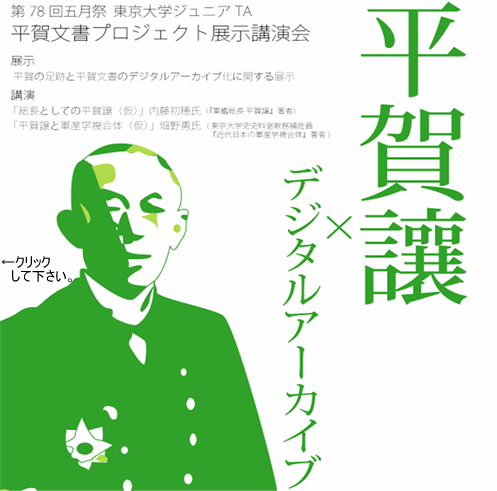 第78回五月祭 東京大学ジュニアTA
平賀文書プロジェクト展示講演会
展示
平賀の足跡と平賀文書のデジタルアーカイブ化に関する展示
講演
「総長としての平賀譲〈仮〉」内藤初穂氏（『軍艦総長 平賀譲』著者）
「平賀譲と軍産学複合体〈仮〉」畑野勇氏（東京大学史史料室教務補佐員
『近代日本の軍産学複合体』著者）
平賀讓
×
デジタルアーカイブ
←クリック
して下さい。